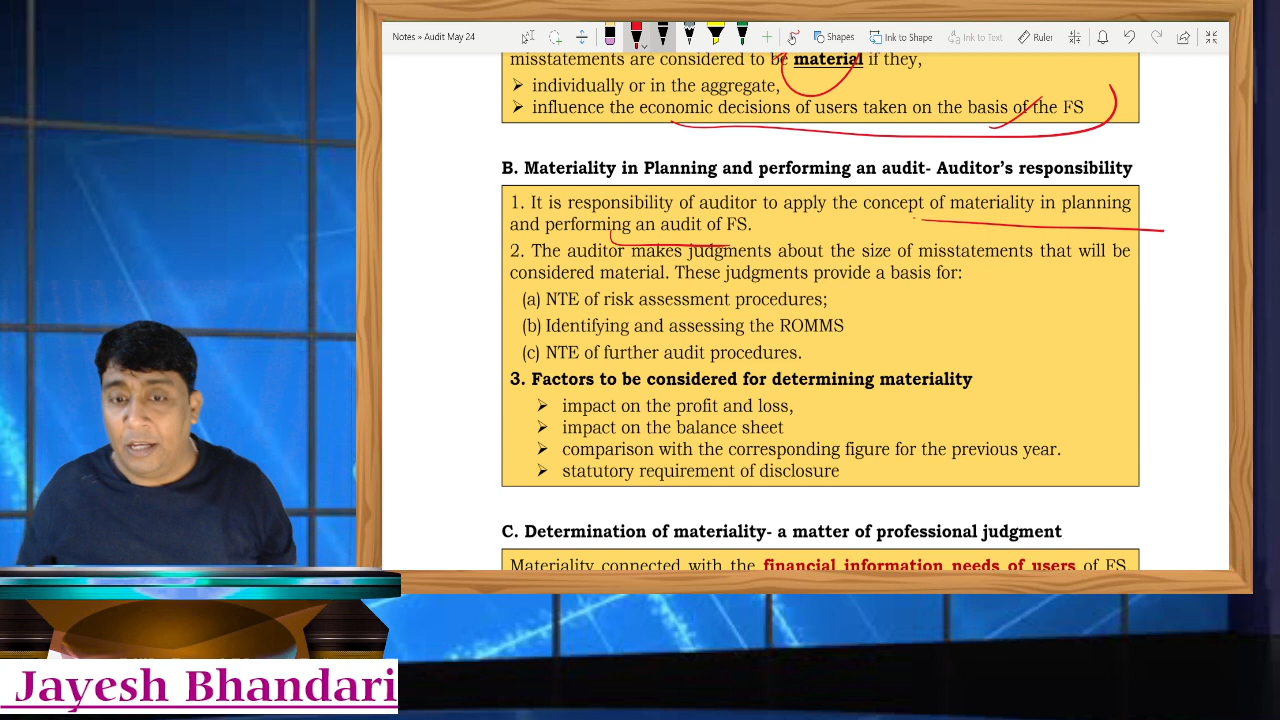 Notes » Audit May 24
Shapes
Ink to Shape
Ink to Text
Ruler
misstatements are considered to be material if they,
➢ individually or in the aggregate,
➢ influence the economic decisions of users taken on the basis of the FS
B. Materiality in Planning and performing an audit- Auditor’s responsibility
1. It is responsibility of auditor to apply the concept of materiality in planning
and performing an audit of FS.
2. The auditor makes judgments about the size of misstatements that will be
considered material. These judgments provide a basis for:
(a) NTE of risk assessment procedures;
(b) Identifying and assessing the ROMMS
(c) NTE of further audit procedures.
3. Factors to be considered for determining materiality
➢ impact on the profit and loss,
➢ impact on the balance sheet
➢ comparison with the corresponding figure for the previous year.
➢ statutory requirement of disclosure
C. Determination of materiality- a matter of professional judgment
Materiality connected with the financial information needs of users of FS.
Jayesh Bhandari